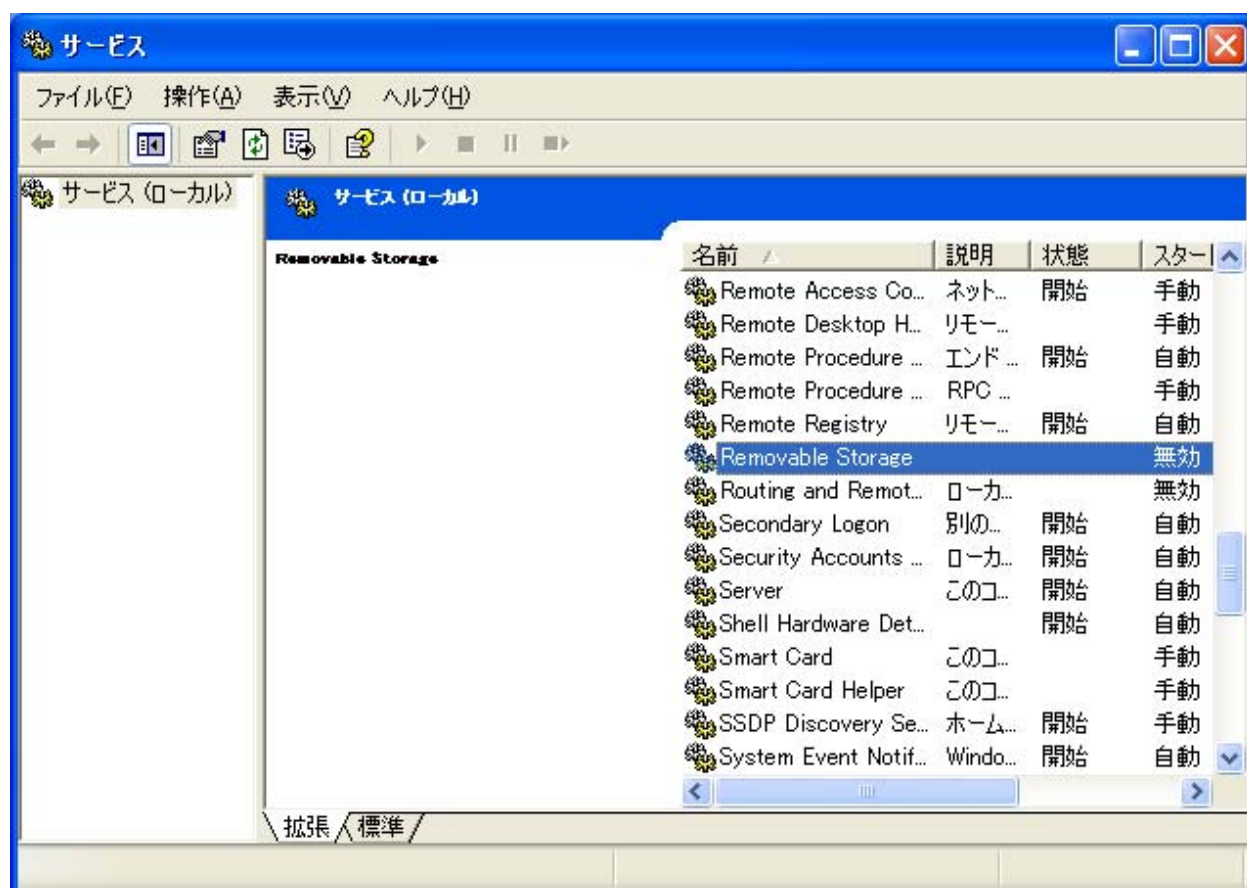 サービス
ファイル(F) 操作(A) 表示(V) ヘルプ(H)
サービス (ローカル)
サービス (ローカル)
Removable Storage
名前 説明 状態 スタート
Remote Access Co... ネット... 開始 手動
Remote Desktop H... リモー... 手動
Remote Procedure ... エンド ... 開始 自動
Remote Procedure ... RPC ... 手動
Remote Registry リモー... 開始 自動
Removable Storage 無効
Routing and Remot... ローカ... 無効
Secondary Logon 別の... 開始 自動
Security Accounts ... ローカ... 開始 自動
Server このコ... 開始 自動
Shell Hardware Det... 開始 自動
Smart Card このコ... 手動
Smart Card Helper このコ... 手動
SSDP Discovery Se... ホーム... 開始 手動
System Event Notif... Windo... 開始 自動
拡張 標準